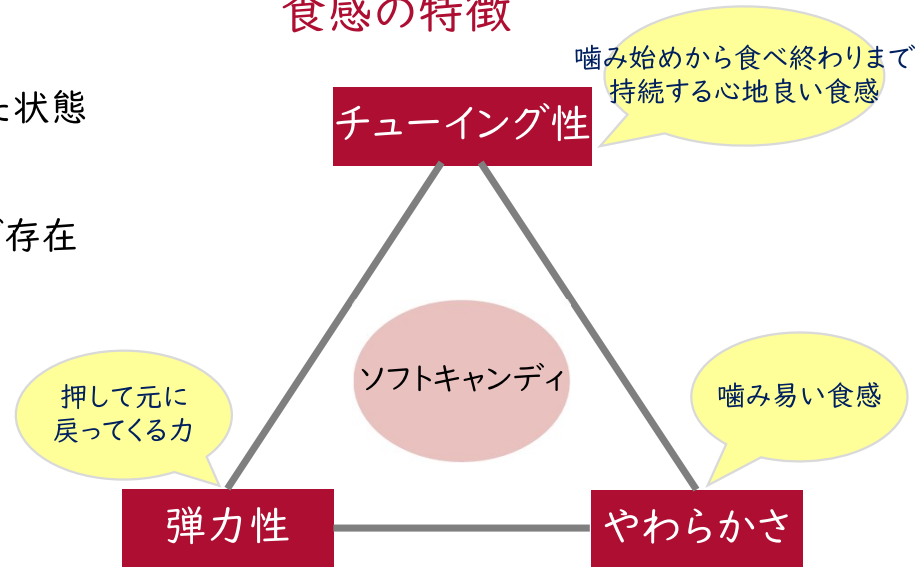 食感の特徴
噛み始めから食べ終わりまで
持続する心地良い食感
た状態
チューイング性
存在
ソフトキャンディ
押して元に
戻ってくる力
噛み易い食感
弾力性
やわらかさ